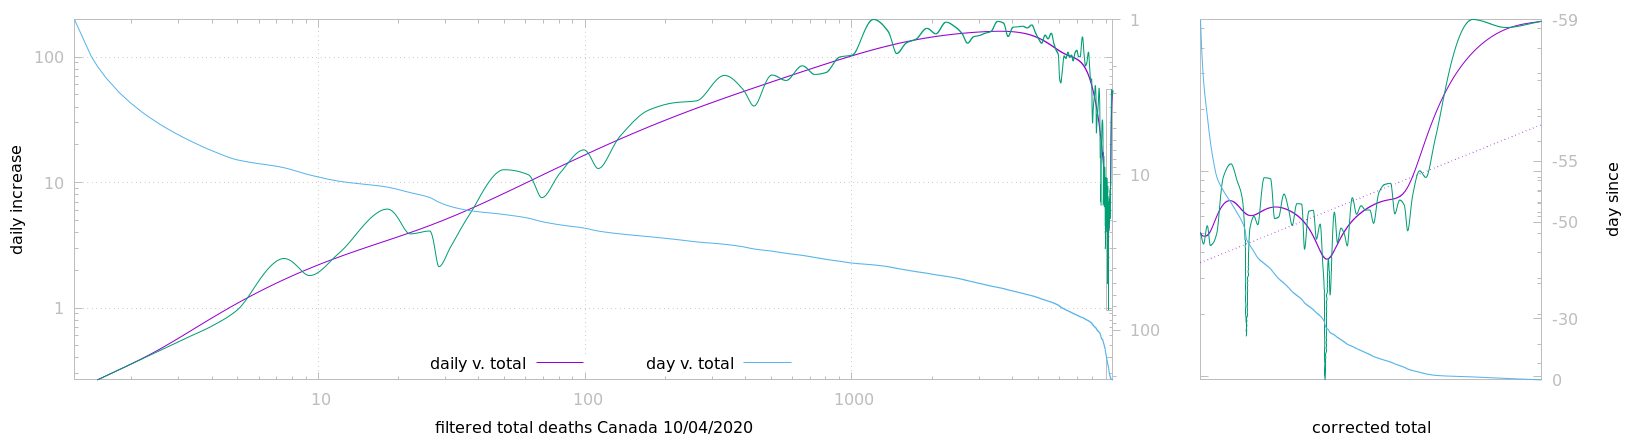 1
-59
100
daily increase
-55
10
10
day since
-50
1
100
-30
daily v. total
day v. total
0
10
100
1000
filtered total deaths Canada 10/04/2020
corrected total